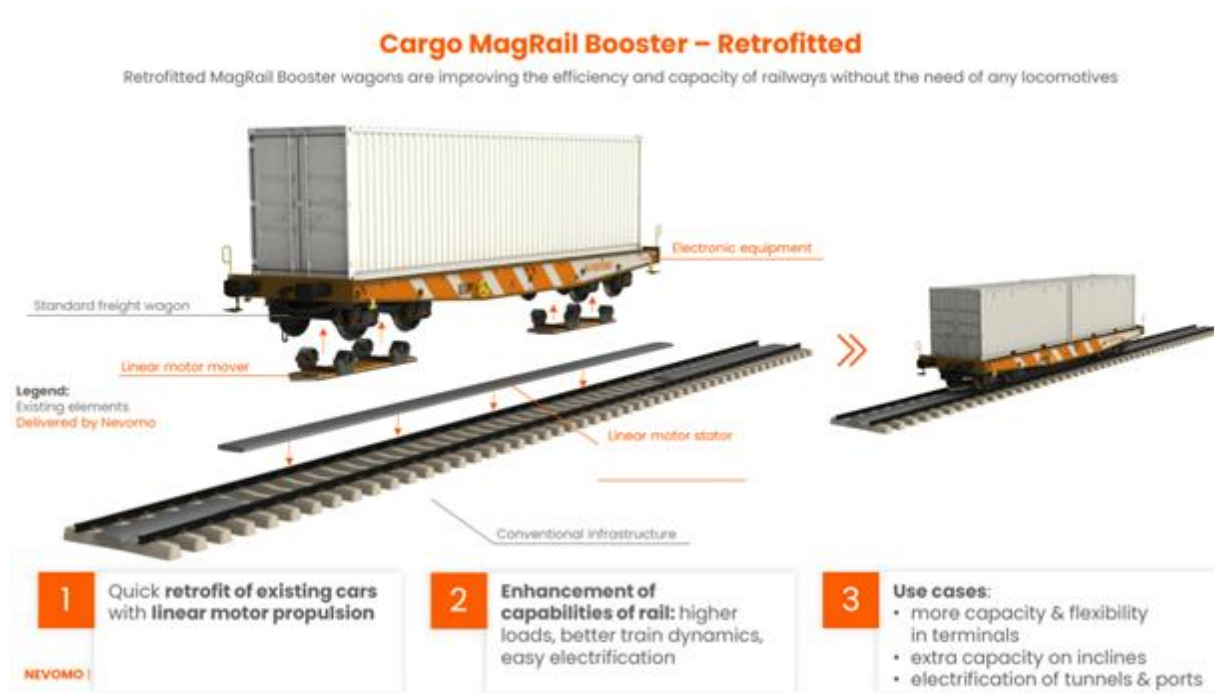 Cargo MagRail Booster – Retrofitted
Retrofitted MagRail Booster wagons are improving the efficiency and capacity of railways without the need of any locomotives
Electronic equipment
Standard freight wagon
Linear motor mover
Legend:
Existing elements
Delivered by Nevomo
Linear motor stator
Conventional infrastructure
1
Quick retrofit of existing cars
with linear motor propulsion
2
Enhancement of
capabilities of rail: higher
loads, better train dynamics,
easy electrification
3
Use cases:
• more capacity & flexibility
in terminals
• extra capacity on inclines
• electrification of tunnels & ports
NEVOMO |